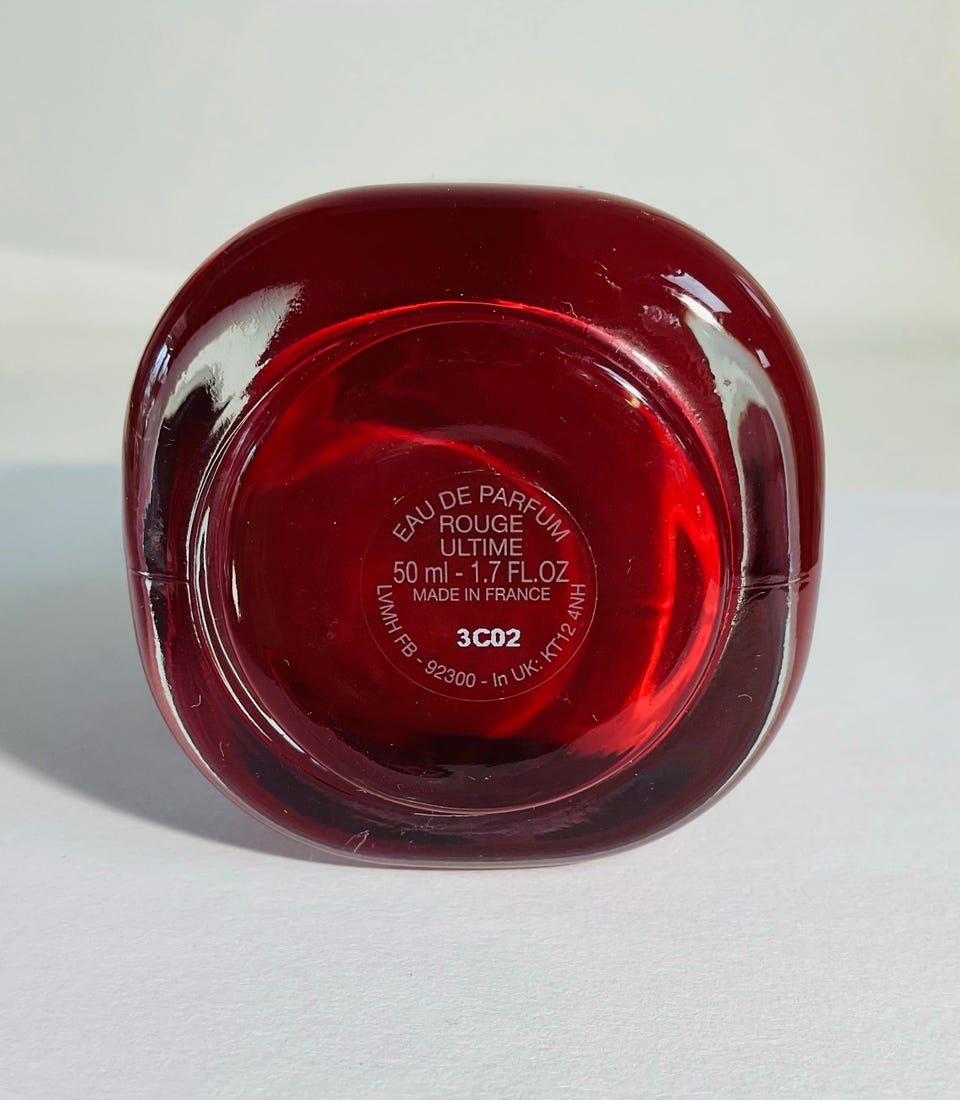 EAU DE PARFUM
ROUGE
ULTIME
50 ml - 1.7 FL.OZ
MADE IN FRANCE
3C02
LVMH FB - 92300 - In UK: KT12 4NH